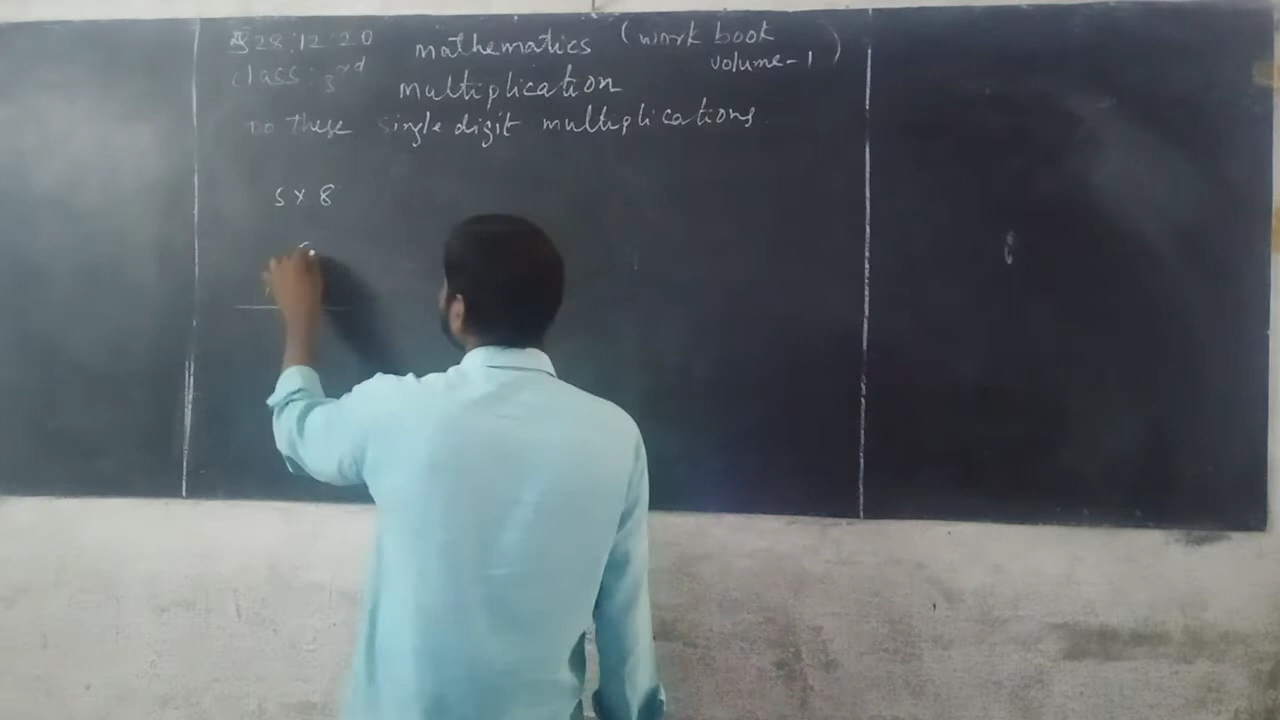 28:12:20 mathematics (work book
volume-1)
class: 3rd multiplication
Do these single digit multiplications
5 x 8